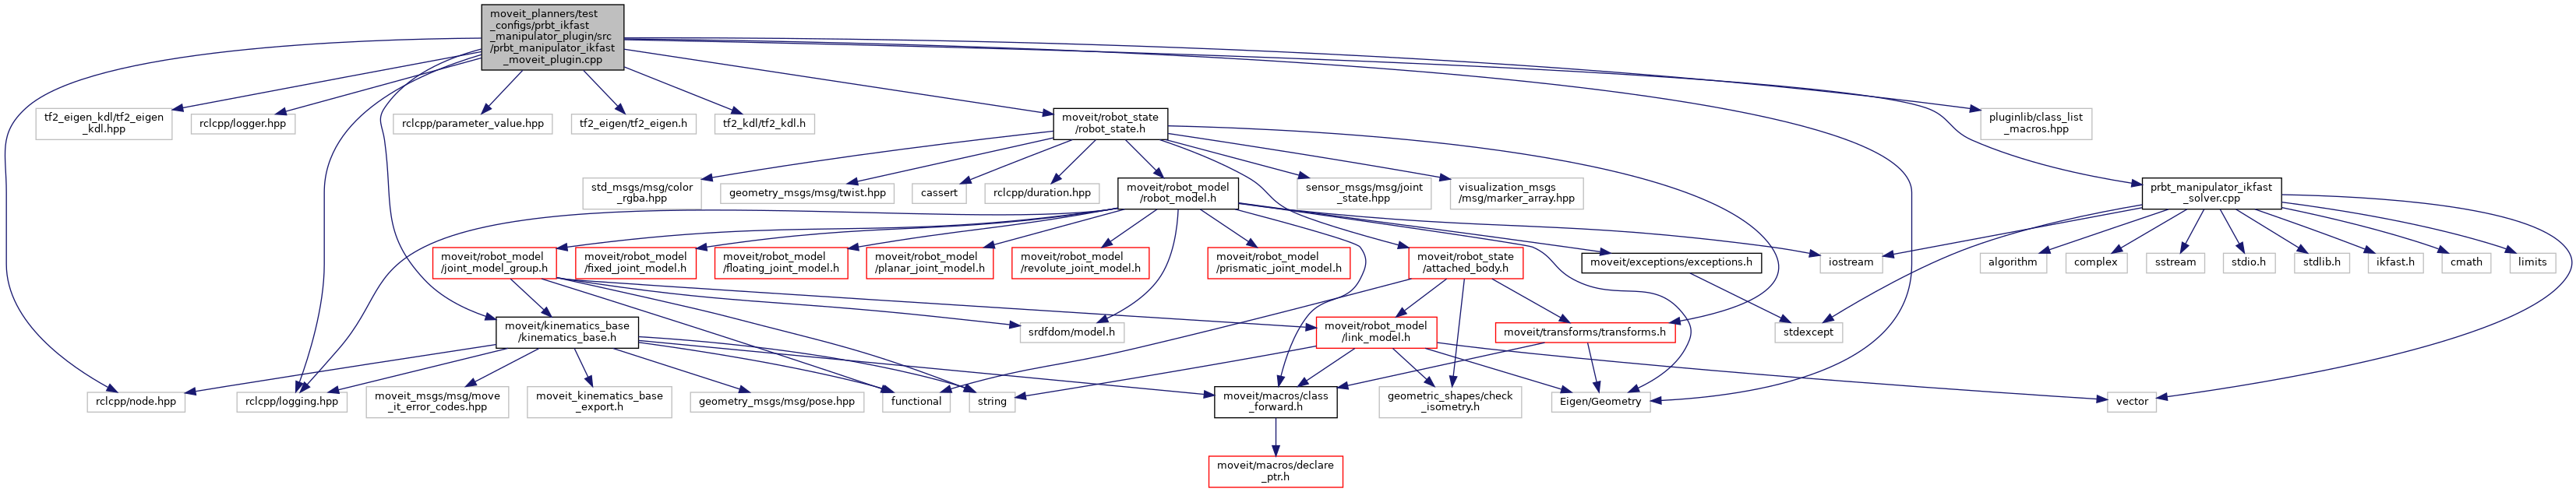 moveit_planners/test
_configs/prbt_ikfast
_manipulator_plugin/src
/prbt_manipulator_ikfast
_moveit_plugin.cpp
tf2_eigen_kdl/tf2_eigen
_kdl.hpp
rclcpp/logger.hpp
rclcpp/parameter_value.hpp
tf2_eigen/tf2_eigen.h
tf2_kdl/tf2_kdl.h
moveit/robot_state
/robot_state.h
pluginlib/class_list
_macros.hpp
std_msgs/msg/color
_rgba.hpp
geometry_msgs/msg/twist.hpp
cassert
rclcpp/duration.hpp
moveit/robot_model
/robot_model.h
sensor_msgs/msg/joint
_state.hpp
visualization_msgs
/msg/marker_array.hpp
prbt_manipulator_ikfast
_solver.cpp
moveit/robot_model
/joint_model_group.h
moveit/robot_model
/fixed_joint_model.h
moveit/robot_model
/floating_joint_model.h
moveit/robot_model
/planar_joint_model.h
moveit/robot_model
/revolute_joint_model.h
moveit/robot_model
/prismatic_joint_model.h
moveit/robot_state
/attached_body.h
moveit/exceptions/exceptions.h
iostream
algorithm
complex
sstream
stdio.h
stdlib.h
ikfast.h
cmath
limits
moveit/kinematics_base
/kinematics_base.h
srdfdom/model.h
moveit/robot_model
/link_model.h
moveit/transforms/transforms.h
stdexcept
rclcpp/node.hpp
rclcpp/logging.hpp
moveit_msgs/msg/move
_it_error_codes.hpp
moveit_kinematics_base
_export.h
geometry_msgs/msg/pose.hpp
functional
string
moveit/macros/class
_forward.h
geometric_shapes/check
_isometry.h
Eigen/Geometry
vector
moveit/macros/declare
_ptr.h